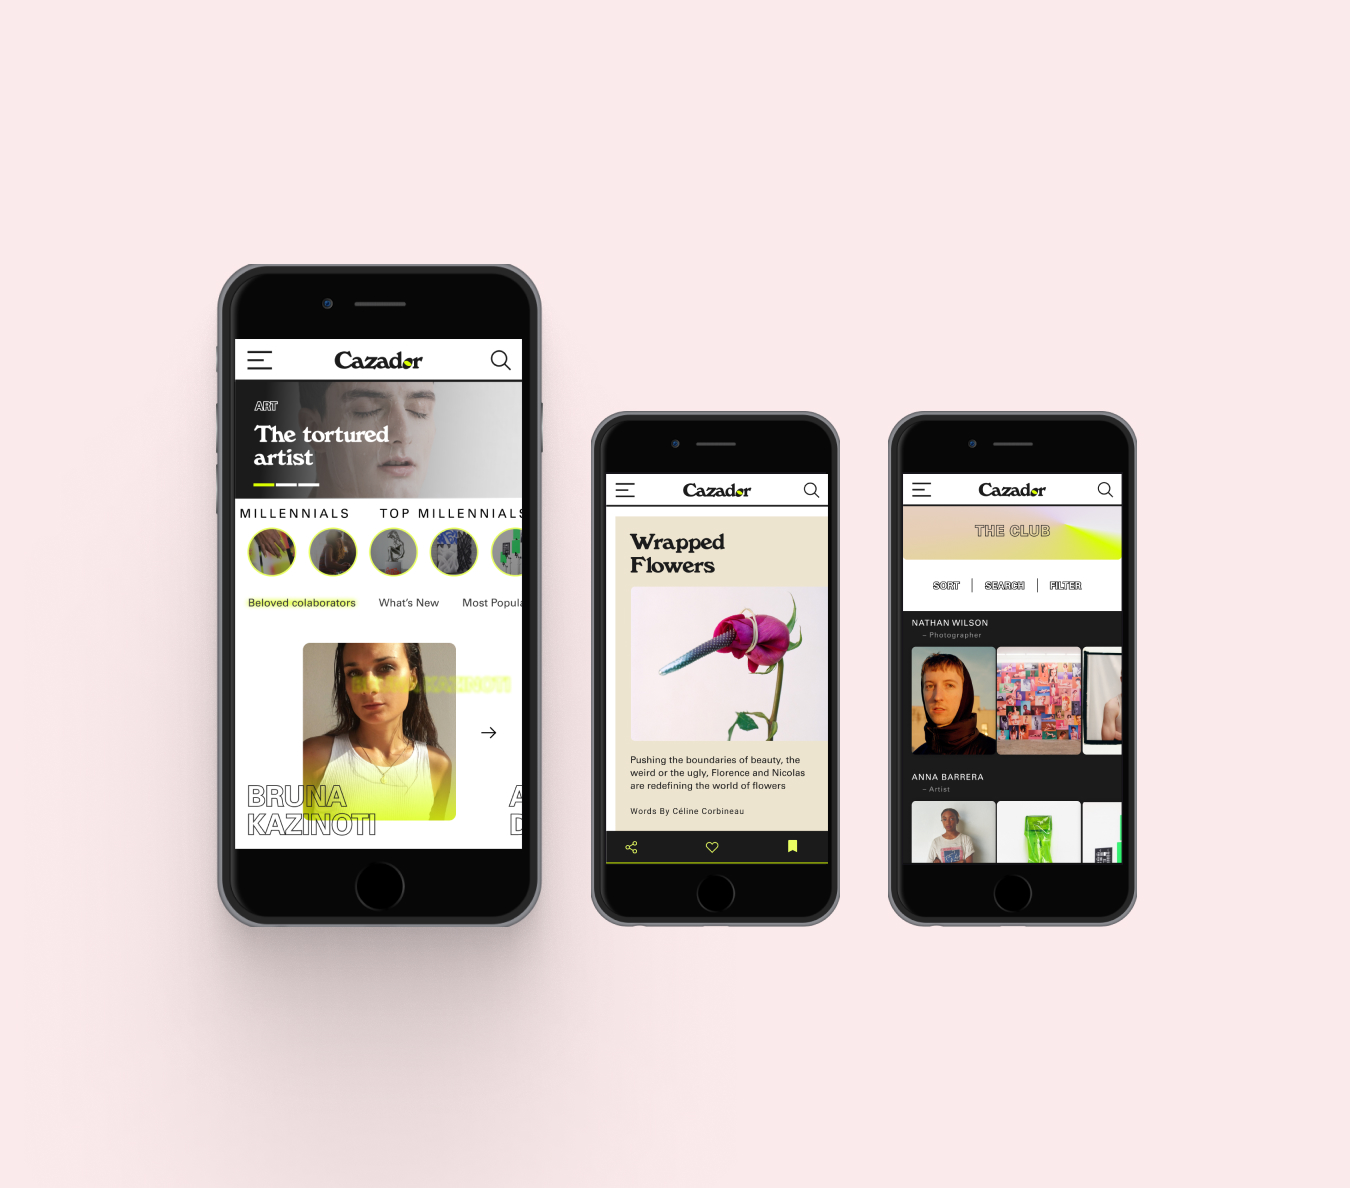 Cazador
ART
The tortured
artist
MILLENNIALS TOP MILLENNIALS
Beloved colaborators What's New Most Popula
BRUNA
KAZINOTI
A
D
Cazador
Wrapped
Flowers
Pushing the boundaries of beauty, the
weird or the ugly, Florence and Nicolas
are redefining the world of flowers
Words By Céline Corbineau
Cazador
THE CLUB
SORT | SEARCH | FILTER
NATHAN WILSON
– Photographer
ANNA BARRERA
– Artist